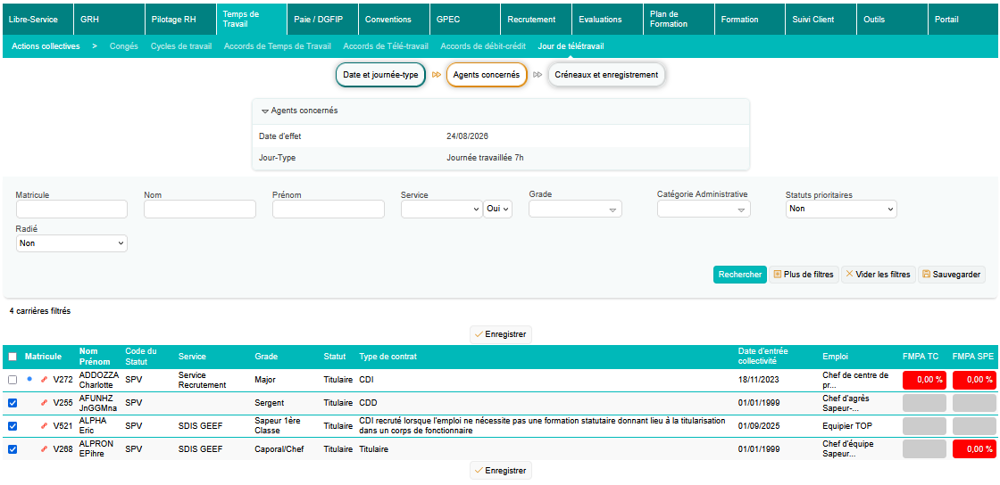 Libre-Service GRH Pilotage RH Temps de Travail Paie / DGFIP Conventions GPEC Recrutement Evaluations Plan de Formation Formation Suivi Client Outils Portail
Actions collectives > Congés Cycles de travail Accords de Temps de Travail Accords de Télé-travail Accords de débit-crédit Jour de télétravail
Date et journée-type Agents concernés Créneaux et enregistrement
Agents concernés
Date d'effet 24/08/2026
Jour-Type Journée travaillée 7h
Matricule Nom Prénom Service Grade Catégorie Administrative Statuts prioritaires
Oui Non
Radié
Non
Rechercher Plus de filtres Vider les filtres Sauvegarder
4 carrières filtrés
Enregistrer
Matricule Nom Prénom Code du Statut Service Grade Statut Type de contrat Date d'entrée collectivité Emploi FMPA TC FMPA SPE
V272 ADDOZZA Charlotte SPV Service Recrutement Major Titulaire CDI 18/11/2023 Chef de centre de pr... 0,00 % 0,00 %
V255 AFUNHZ JnGGMna SPV Sergent Titulaire CDD 01/01/1999 Chef d'agrès Sapeur-...
V521 ALPHA Eric SPV SDIS GEEF Sapeur 1ère Classe Titulaire CDI recruté lorsque l'emploi ne nécessite pas une formation statutaire donnant lieu à la titularisation dans un corps de fonctionnaire 01/09/2025 Equipier TOP
V268 ALPRON EPihre SPV SDIS GEEF Caporal/Chef Titulaire Titulaire 01/01/1999 Chef d'équipe Sapeur... 0,00 %
Enregistrer